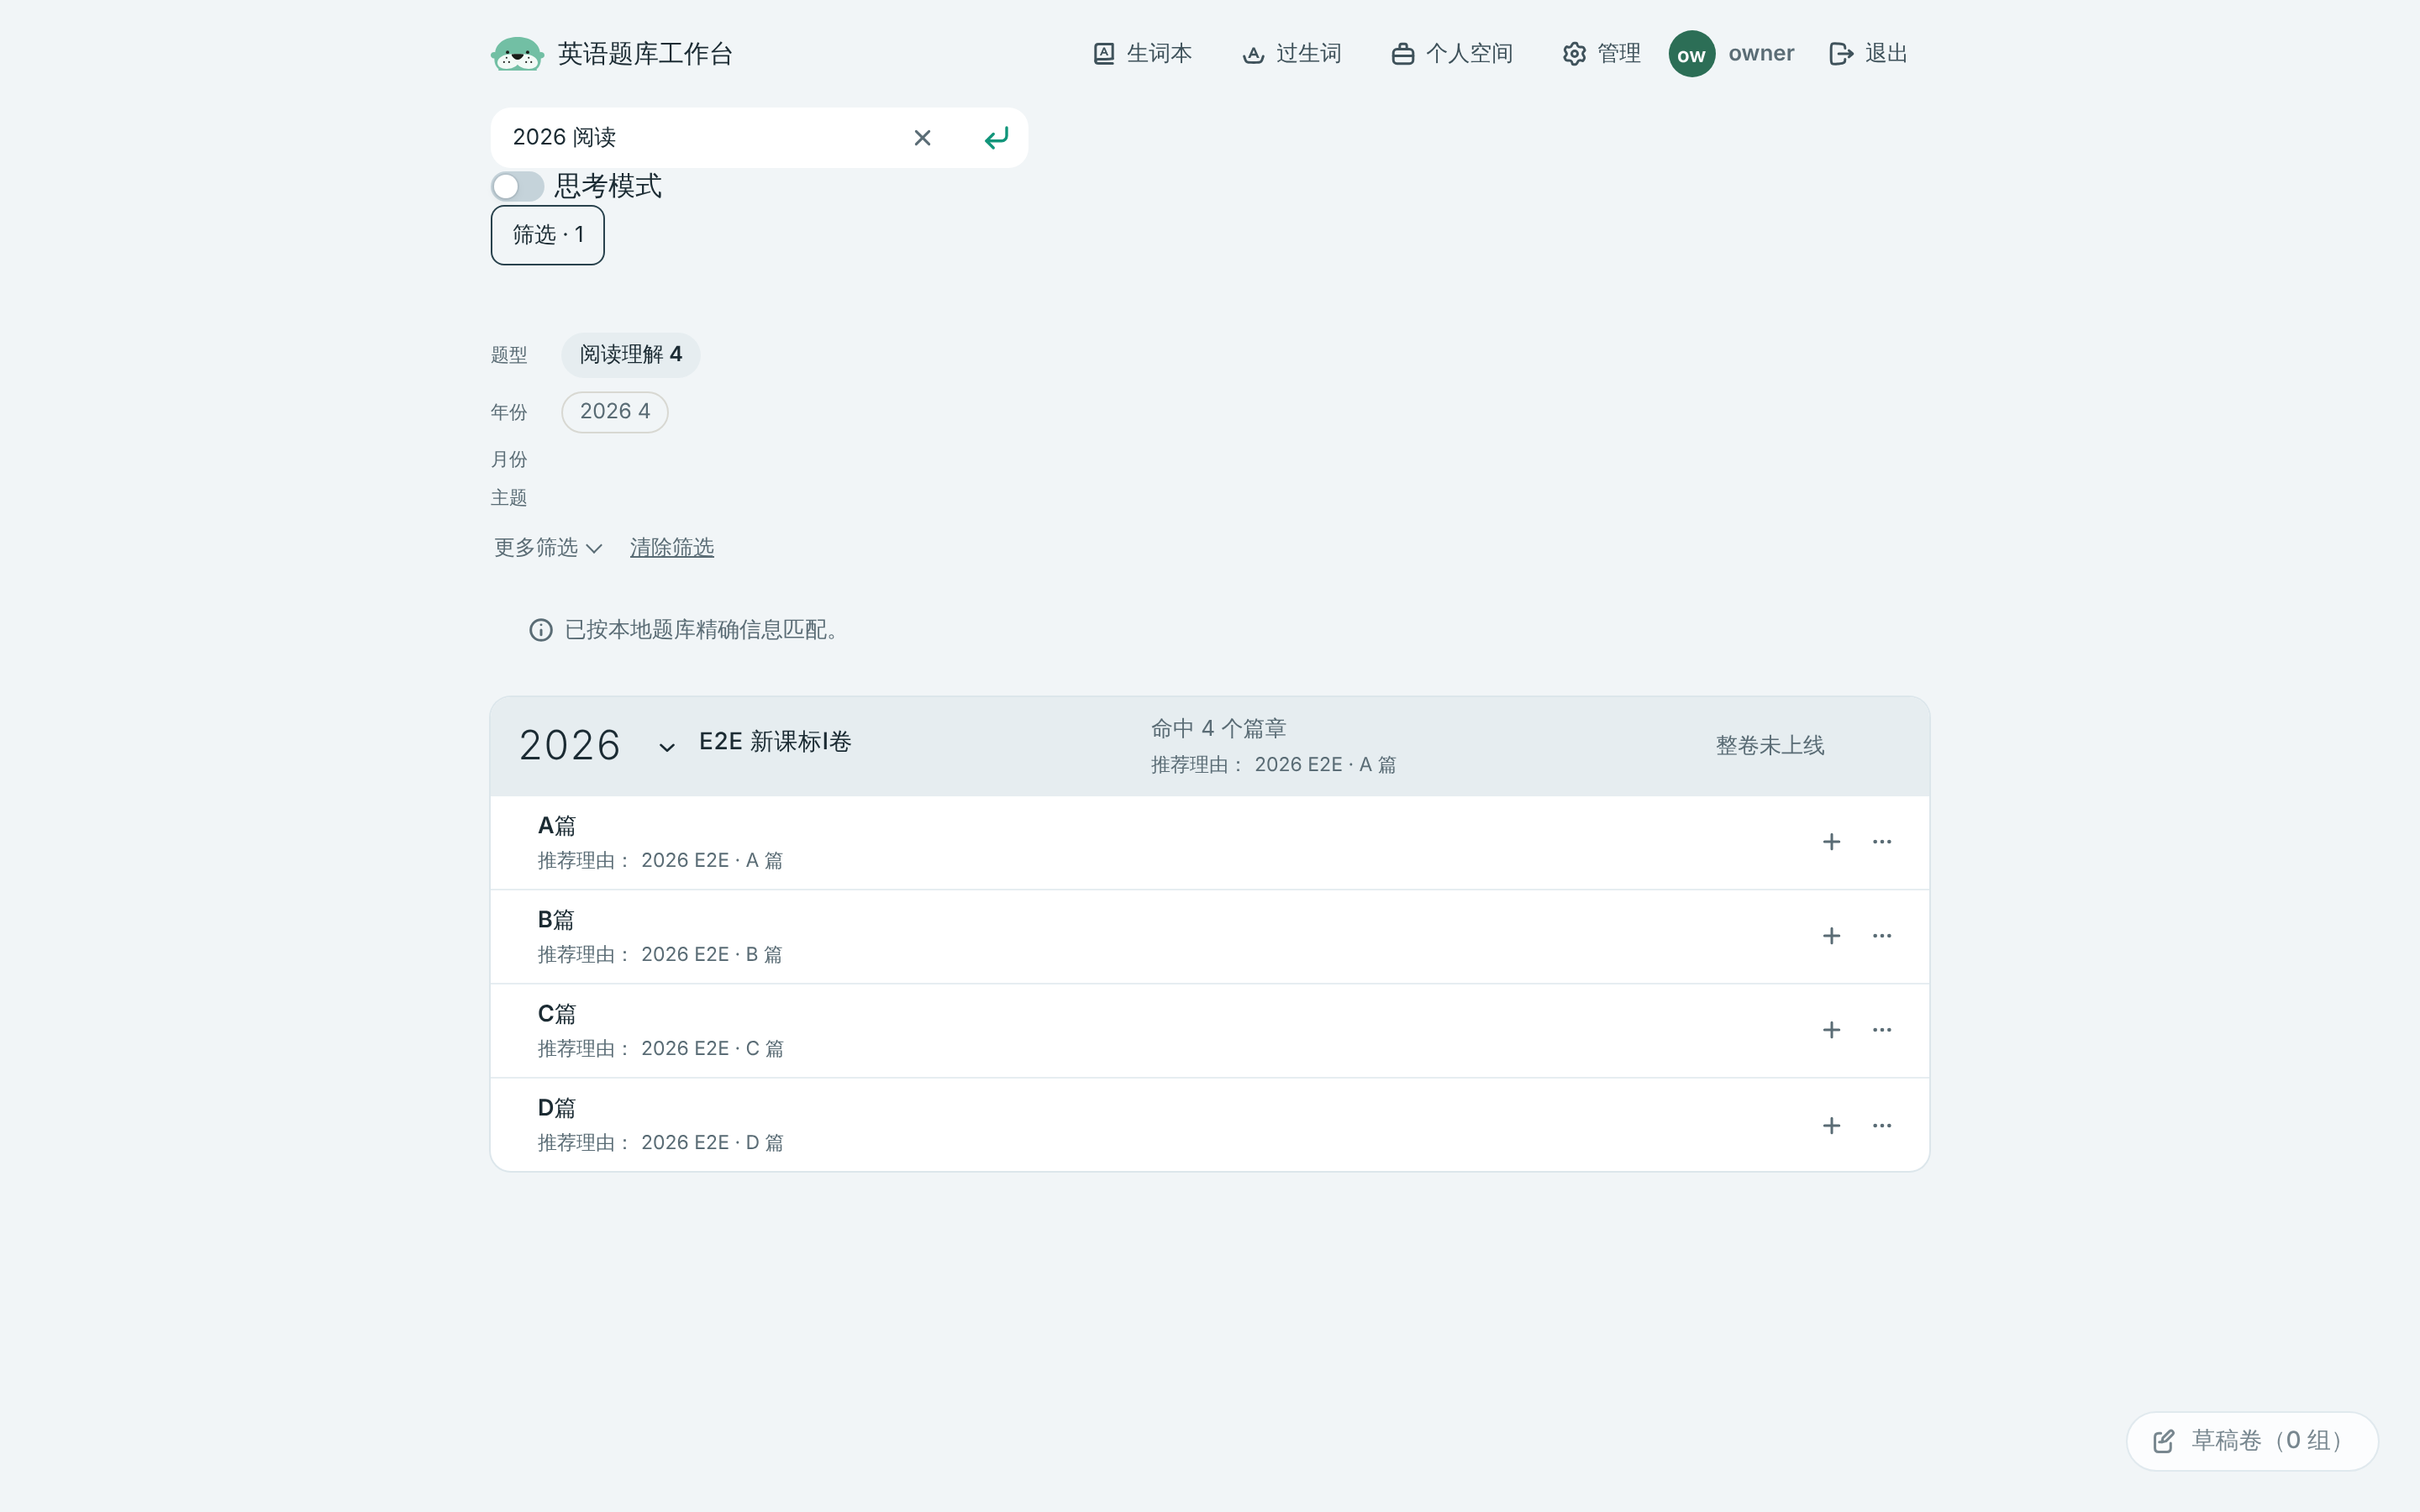 英语题库工作台 生词本 过生词 个人空间 管理 ow owner 退出
2026 阅读
思考模式
筛选 · 1
题型 阅读理解 4
年份 2026 4
月份
主题
更多筛选 清除筛选
已按本地题库精确信息匹配。
2026 E2E 新课标I卷 命中 4 个篇章 整卷未上线
推荐理由： 2026 E2E · A 篇
A篇
推荐理由： 2026 E2E · A 篇
B篇
推荐理由： 2026 E2E · B 篇
C篇
推荐理由： 2026 E2E · C 篇
D篇
推荐理由： 2026 E2E · D 篇
草稿卷（0 组）